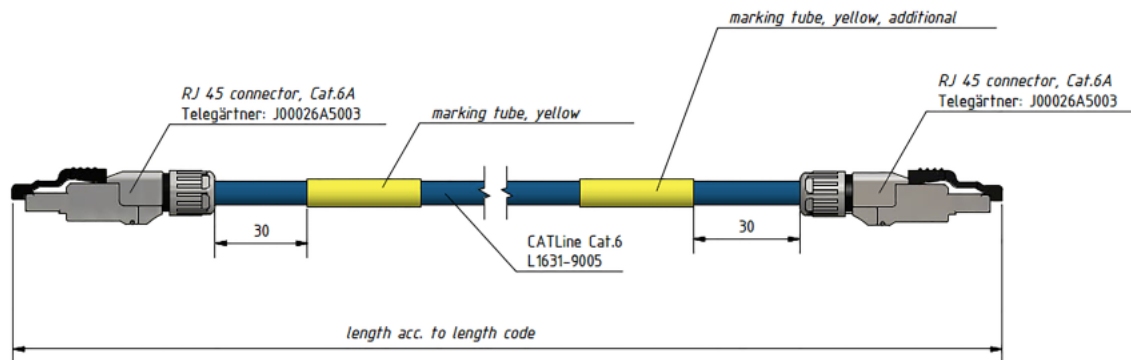 marking tube, yellow, additional
RJ 45 connector, Cat.6A
Telegärtner: J00026A5003
marking tube, yellow
RJ 45 connector, Cat.6A
Telegärtner: J00026A5003
30
CATLine Cat.6
L1631-9005
30
length acc. to length code